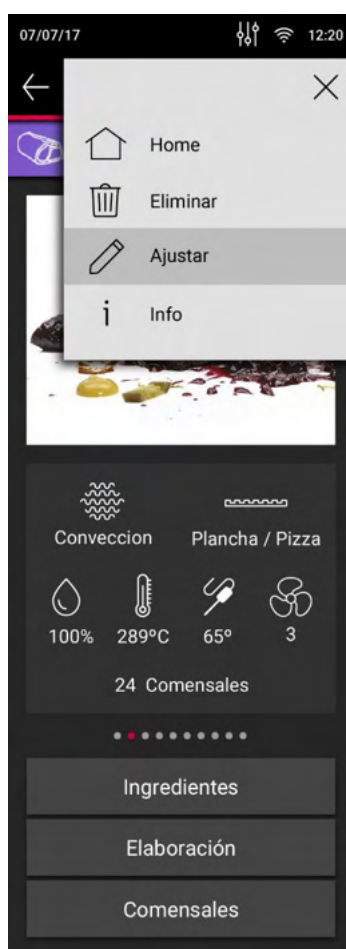 07/07/17 12:20
Home
Eliminar
Ajustar
i Info
Conveccion Plancha / Pizza
100% 289ºC 65º 3
24 Comensales
Ingredientes
Elaboración
Comensales